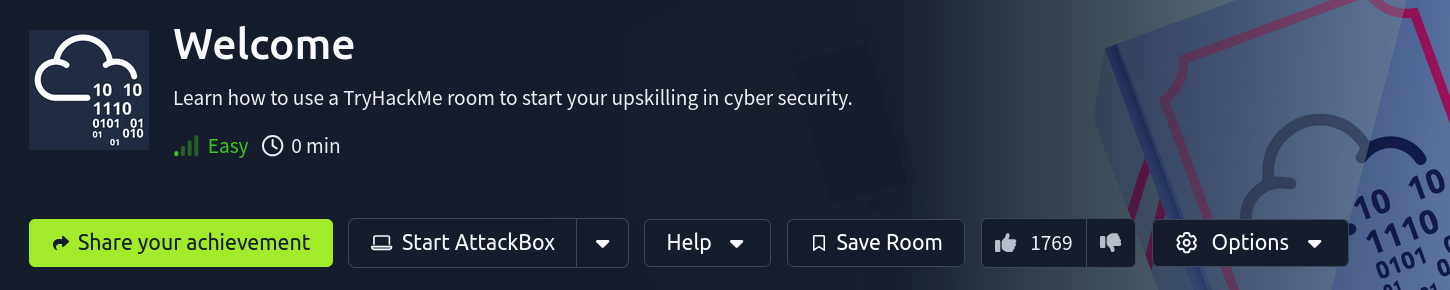 Welcome
Learn how to use a TryHackMe room to start your upskilling in cyber security.
Easy 0 min
Share your achievement Start AttackBox Help Save Room 1769 Options
10 10
1110
0101 01
01 010
01
10 10
1110
0101
01